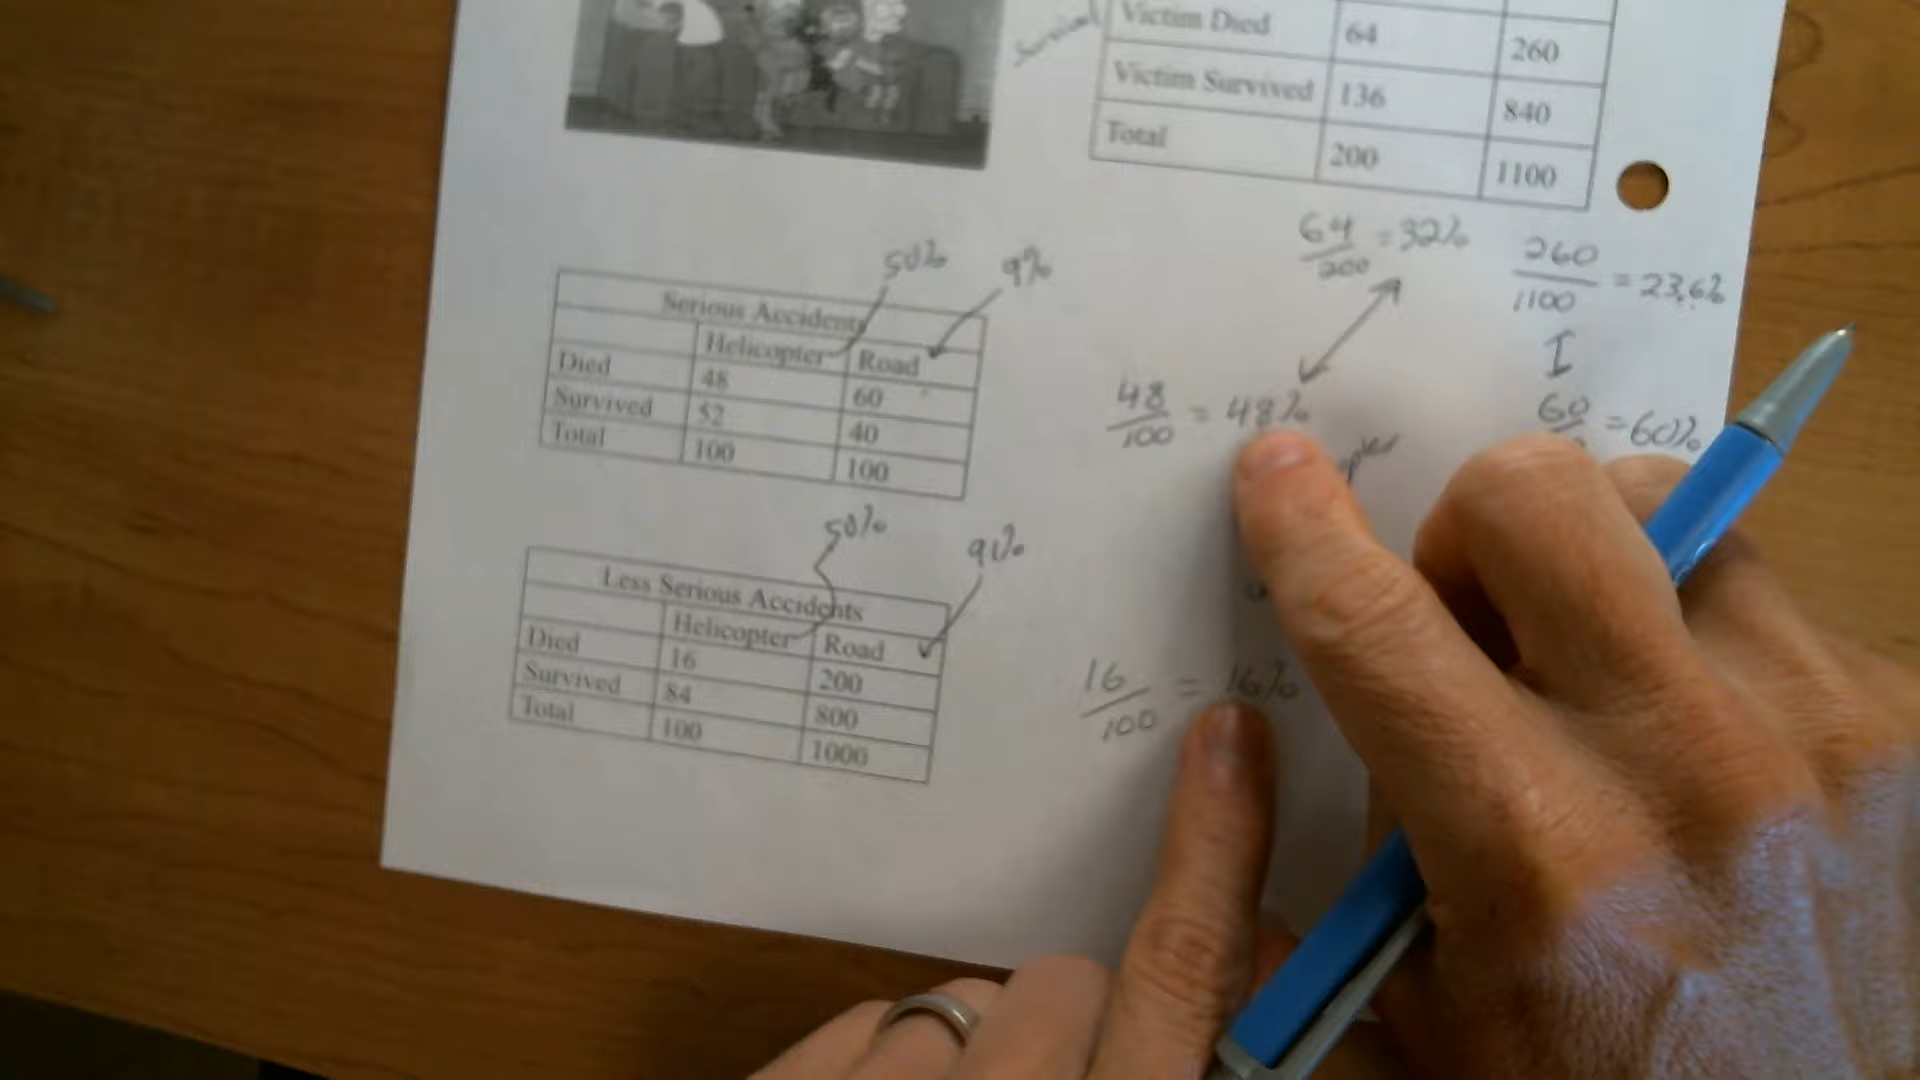 Survival
Victim Died 64 260
Victim Survived 136 840
Total 200 1100
64/200 = 32%
260/1100 = 23.6%
50% 9%
Serious Accidents
Helicopter Road
Died 48 60
Survived 52 40
Total 100 100
48/100 = 48%
I
60 = 60%
50% 91%
Less Serious Accidents
Helicopter Road
Died 16 200
Survived 84 800
Total 100 1000
16/100 = 16%